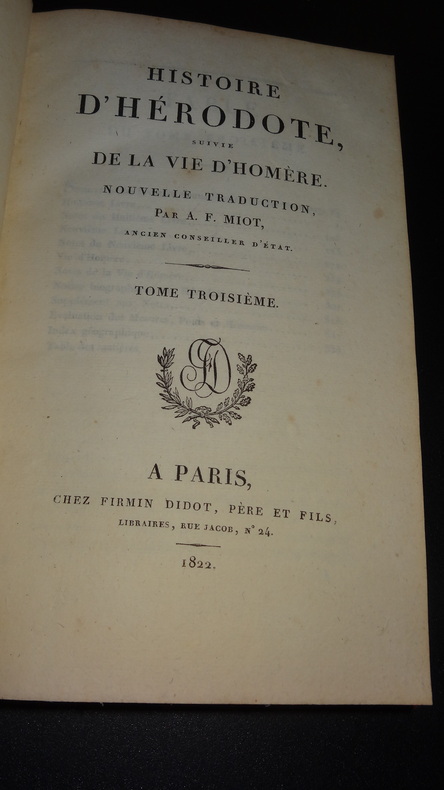 HISTOIRE
D'HÉRODOTE,
SUIVIE
DE LA VIE D'HOMÈRE.
NOUVELLE TRADUCTION,
PAR A. F. MIOT,
ANCIEN CONSEILLER D'ÉTAT.
TOME TROISIÈME.
FD
A PARIS,
CHEZ FIRMIN DIDOT, PÈRE ET FILS,
LIBRAIRES, RUE JACOB, N° 24.
1822.